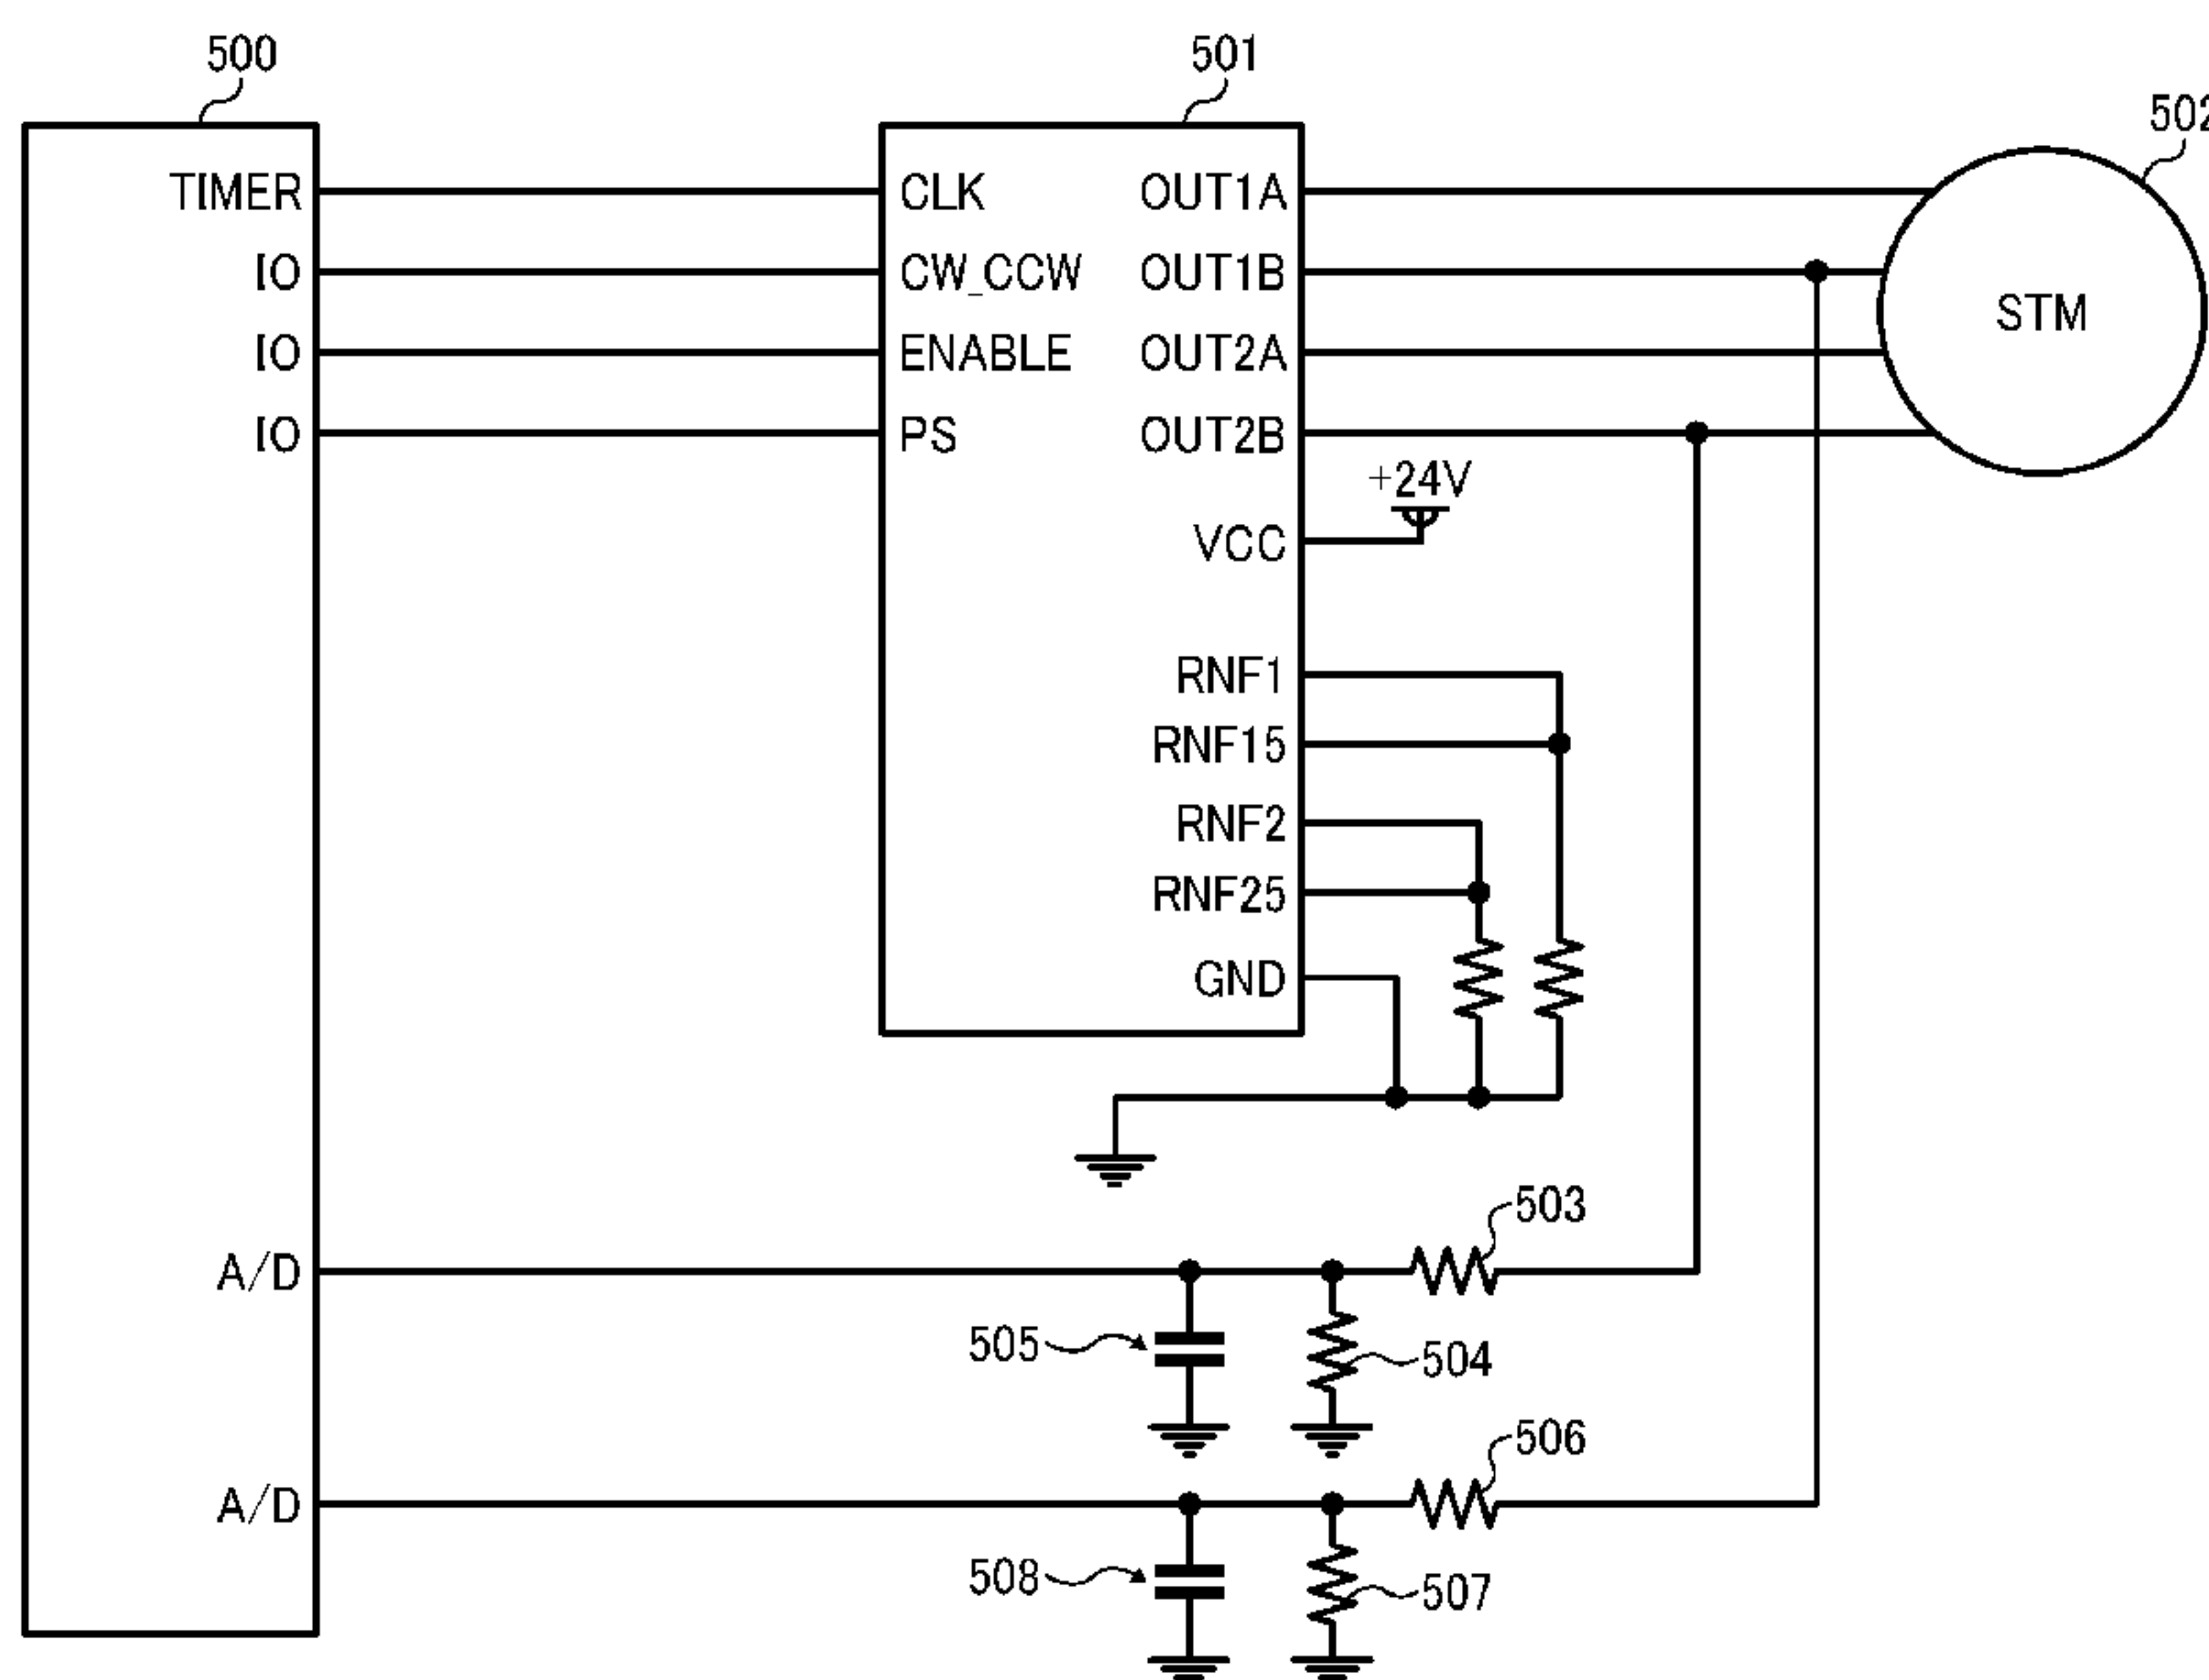 500
501
502
TIMER
IO
IO
IO
A/D
A/D
CLK
CW_CCW
ENABLE
PS
OUT1A
OUT1B
OUT2A
OUT2B
VCC
RNF1
RNF15
RNF2
RNF25
GND
+24V
STM
503
504
505
506
507
508